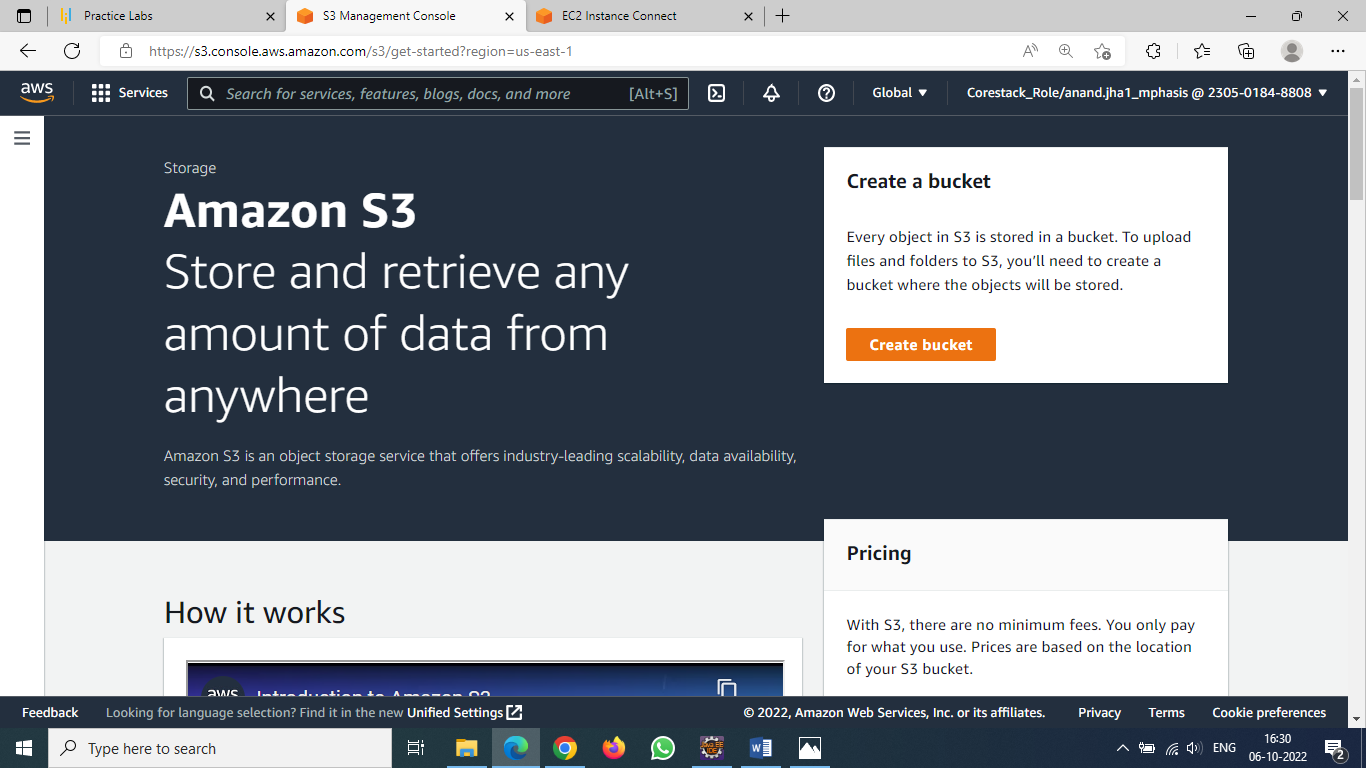 Practice Labs
S3 Management Console
EC2 Instance Connect
https://s3.console.aws.amazon.com/s3/get-started?region=us-east-1
aws
Services
Search for services, features, blogs, docs, and more [Alt+S]
Global
Corestack_Role/anand.jha1_mphasis @ 2305-0184-8808
Storage
Amazon S3
Store and retrieve any
amount of data from
anywhere
Amazon S3 is an object storage service that offers industry-leading scalability, data availability,
security, and performance.
Create a bucket
Every object in S3 is stored in a bucket. To upload
files and folders to S3, you'll need to create a
bucket where the objects will be stored.
Create bucket
How it works
aws
Introduction to Amazon S3
Pricing
With S3, there are no minimum fees. You only pay
for what you use. Prices are based on the location
of your S3 bucket.
Feedback
Looking for language selection? Find it in the new Unified Settings
© 2022, Amazon Web Services, Inc. or its affiliates.
Privacy
Terms
Cookie preferences
Type here to search
ENG
16:30
06-10-2022
2